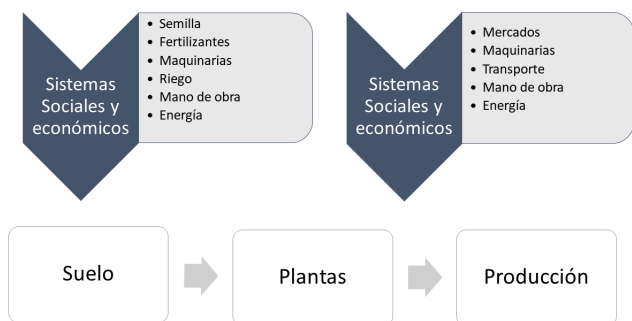 Sistemas
Sociales y
económicos
• Semilla
• Fertilizantes
• Maquinarias
• Riego
• Mano de obra
• Energía
Sistemas
Sociales y
económicos
• Mercados
• Maquinarias
• Transporte
• Mano de obra
• Energía
Suelo
Plantas
Producción